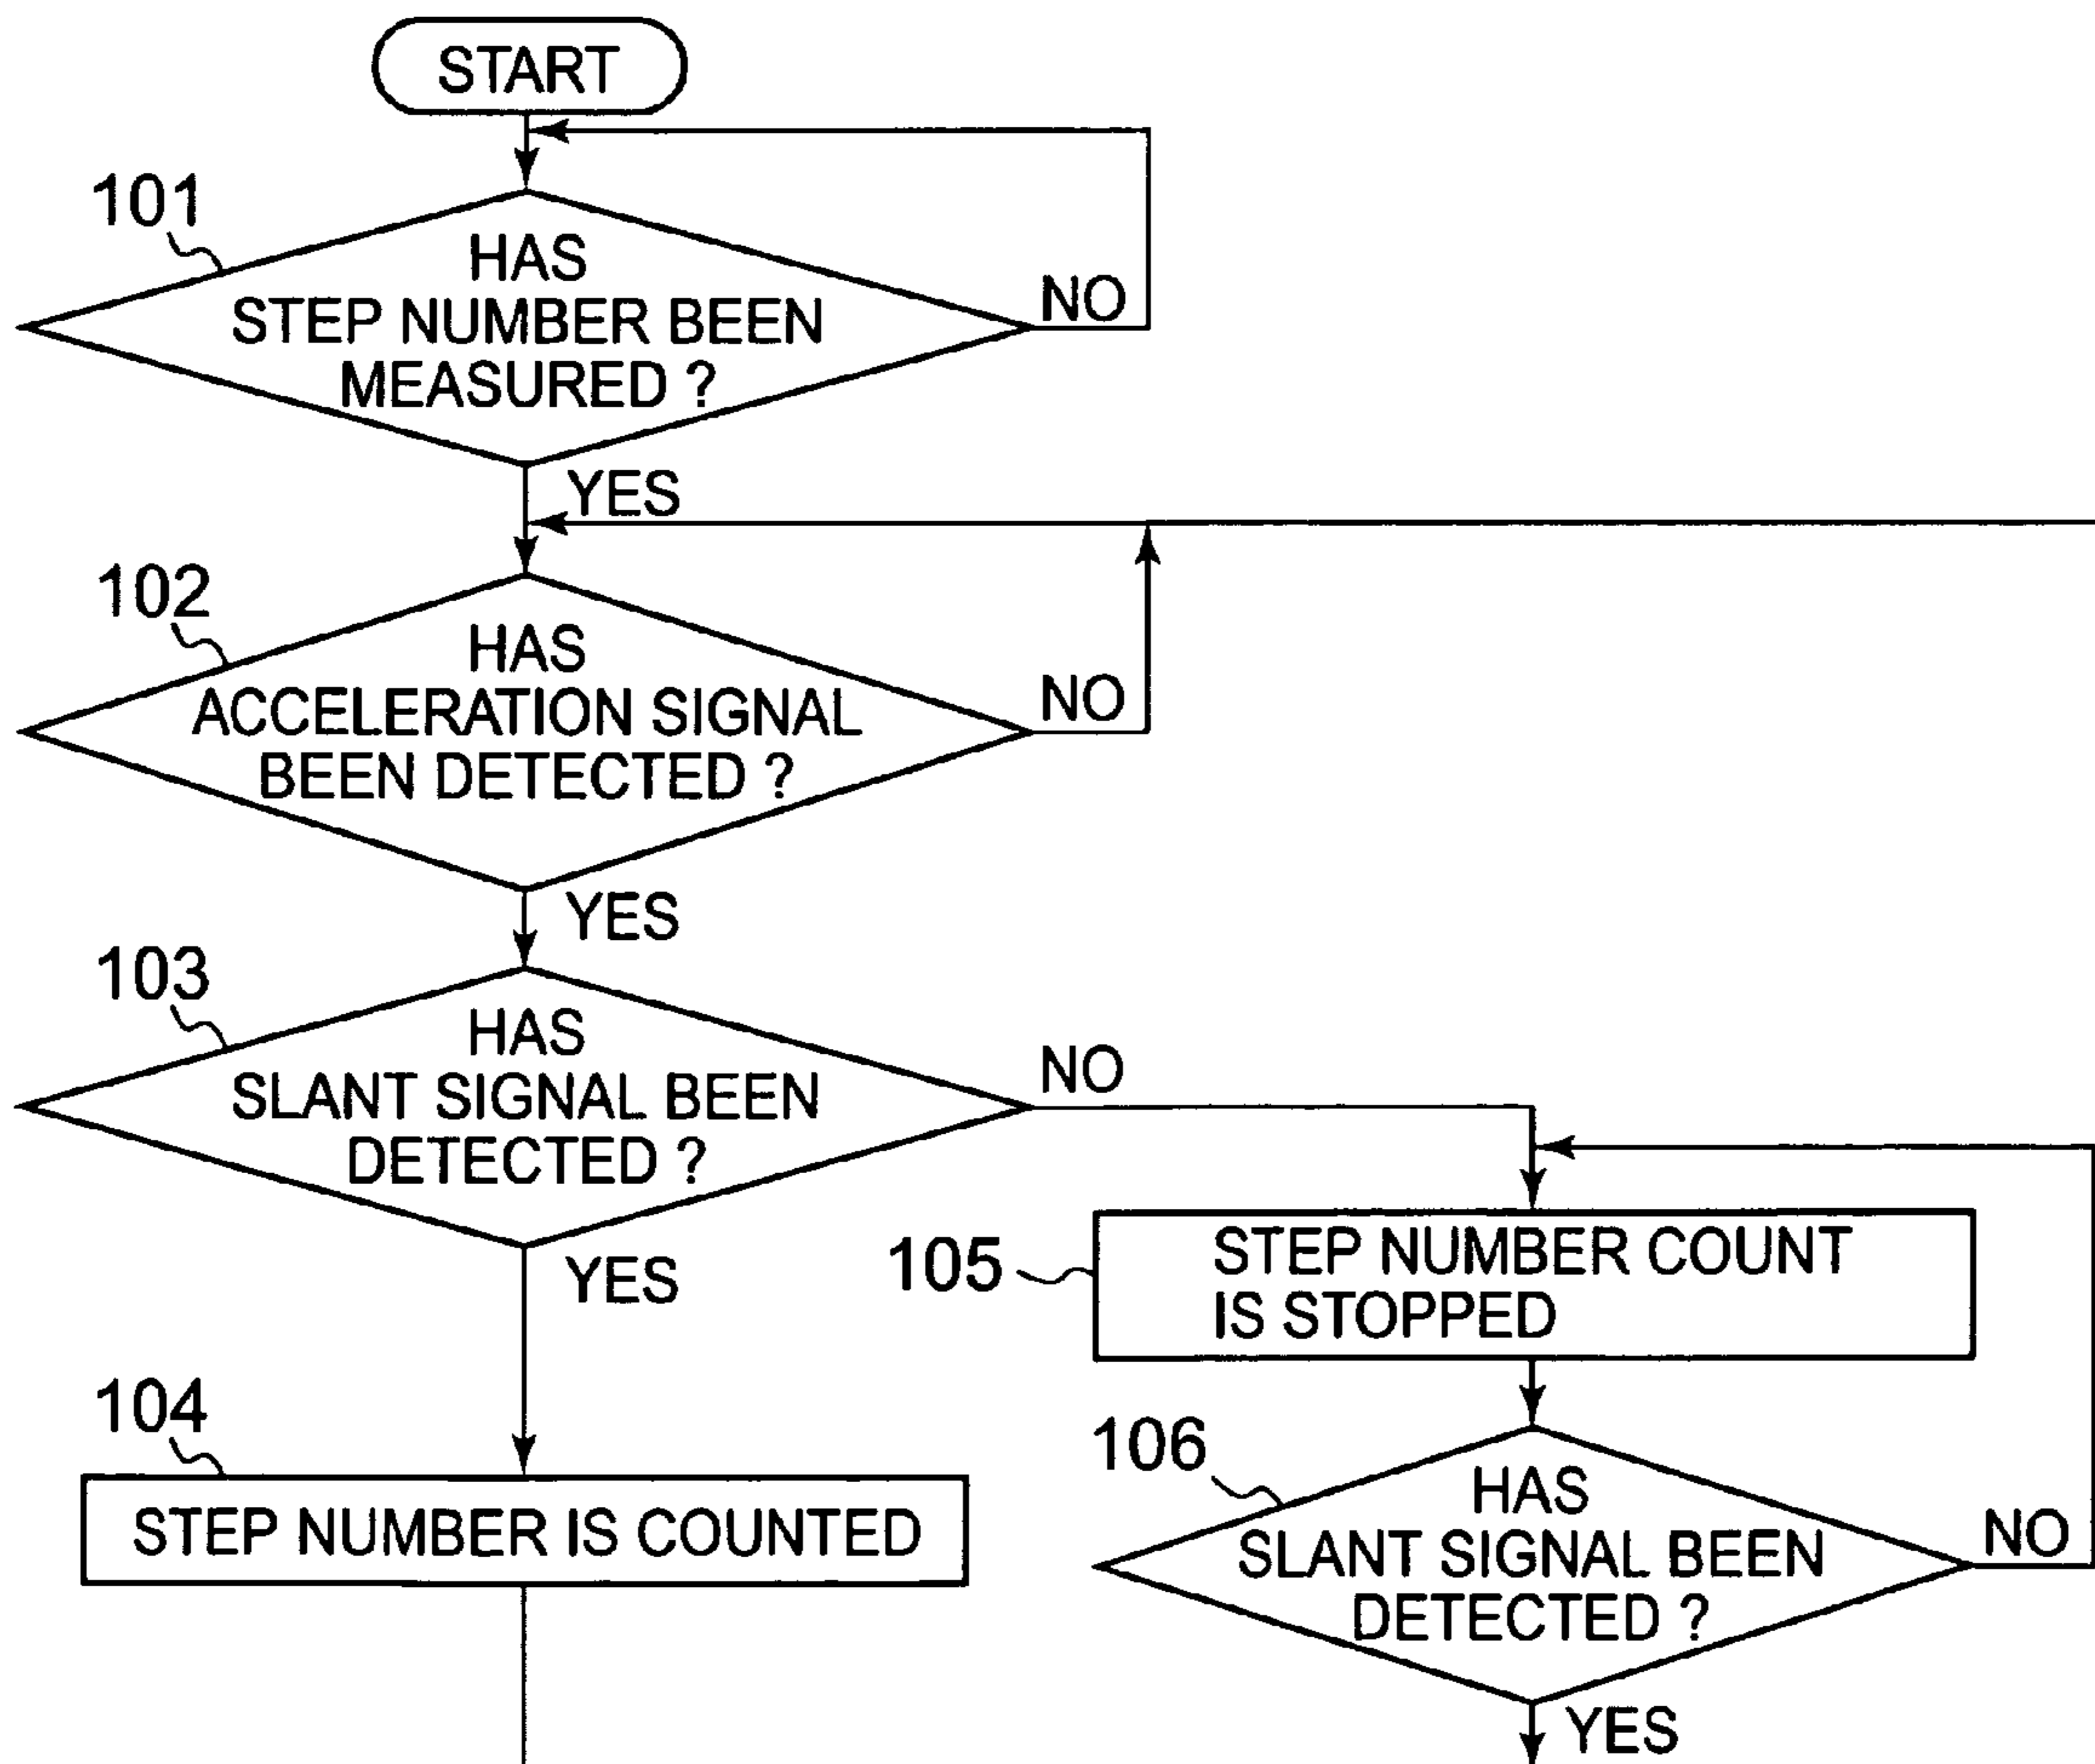 START
101
HAS
STEP NUMBER BEEN
MEASURED ?
NO
YES
102
HAS
ACCELERATION SIGNAL
BEEN DETECTED ?
NO
YES
103
HAS
SLANT SIGNAL BEEN
DETECTED ?
NO
YES
105
STEP NUMBER COUNT
IS STOPPED
104
STEP NUMBER IS COUNTED
106
HAS
SLANT SIGNAL BEEN
DETECTED ?
NO
YES